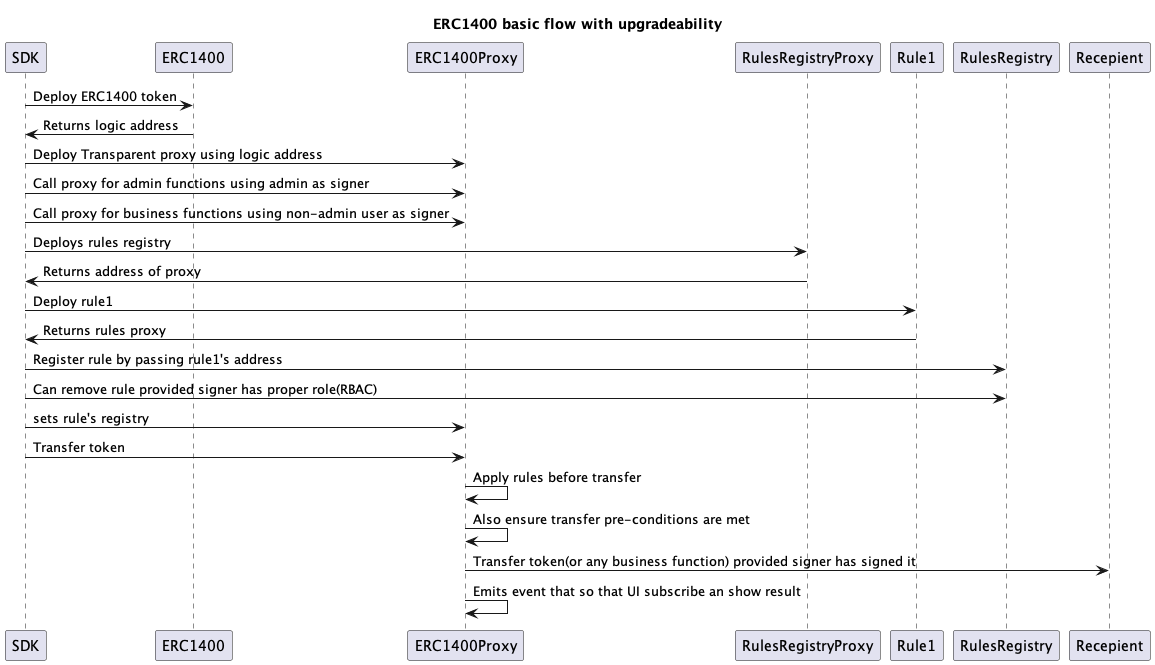 ERC1400 basic flow with upgradeability
SDK
ERC1400
ERC1400Proxy
RulesRegistryProxy
Rule1
RulesRegistry
Recepient
Deploy ERC1400 token
Returns logic address
Deploy Transparent proxy using logic address
Call proxy for admin functions using admin as signer
Call proxy for business functions using non-admin user as signer
Deploys rules registry
Returns address of proxy
Deploy rule1
Returns rules proxy
Register rule by passing rule1's address
Can remove rule provided signer has proper role(RBAC)
sets rule's registry
Transfer token
Apply rules before transfer
Also ensure transfer pre-conditions are met
Transfer token(or any business function) provided signer has signed it
Emits event that so that UI subscribe an show result
SDK
ERC1400
ERC1400Proxy
RulesRegistryProxy
Rule1
RulesRegistry
Recepient